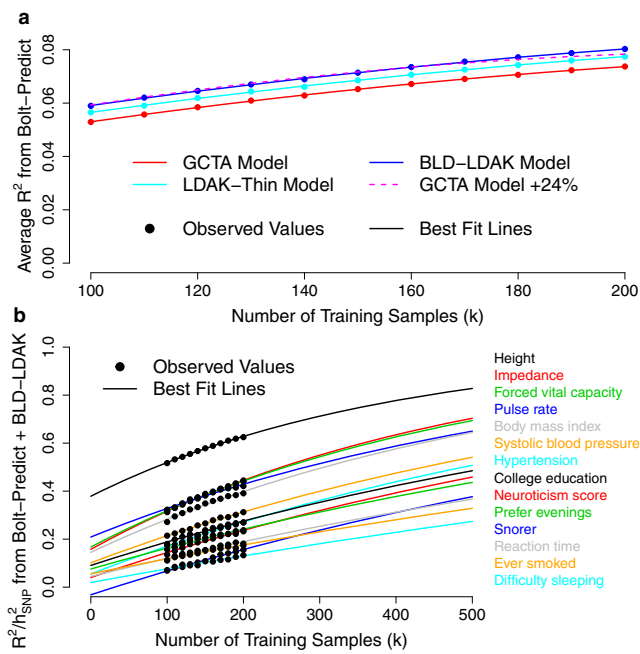 a
0.08
0.06
0.04
0.02
0.00
Average R² from Bolt−Predict
GCTA Model
BLD−LDAK Model
LDAK−Thin Model
GCTA Model +24%
Observed Values
Best Fit Lines
100 120 140 160 180 200
Number of Training Samples (k)
b
1.0
0.8
0.6
0.4
0.2
0.0
R²/h²SNP from Bolt−Predict + BLD−LDAK
Observed Values
Best Fit Lines
Height
Impedance
Forced vital capacity
Pulse rate
Body mass index
Systolic blood pressure
Hypertension
College education
Neuroticism score
Prefer evenings
Snorer
Reaction time
Ever smoked
Difficulty sleeping
0 100 200 300 400 500
Number of Training Samples (k)